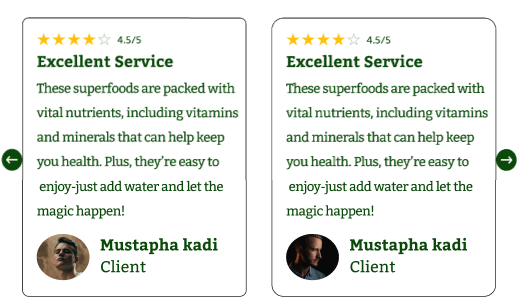 4.5/5
Excellent Service
These superfoods are packed with
vital nutrients, including vitamins
and minerals that can help keep
you health. Plus, they're easy to
enjoy-just add water and let the
magic happen!
Mustapha kadi
Client
4.5/5
Excellent Service
These superfoods are packed with
vital nutrients, including vitamins
and minerals that can help keep
you health. Plus, they're easy to
enjoy-just add water and let the
magic happen!
Mustapha kadi
Client